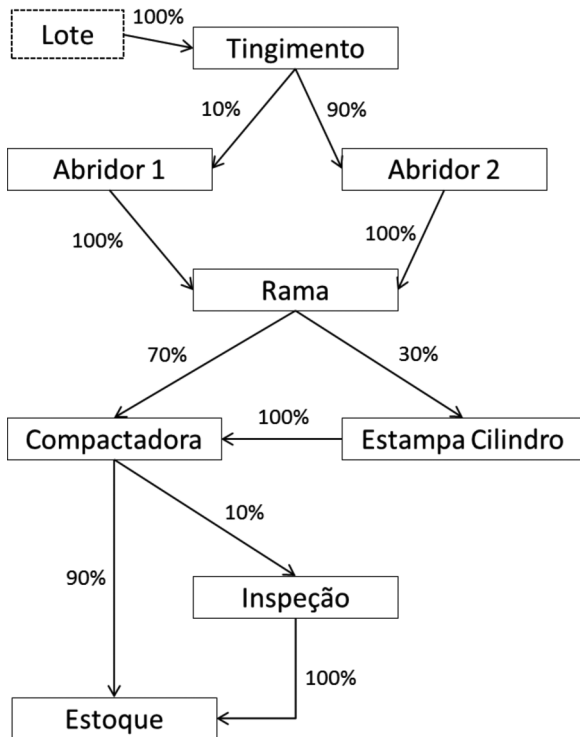 Lote
100%
Tingimento
10%
90%
Abridor 1
Abridor 2
100%
100%
Rama
70%
30%
Compactadora
100%
Estampa Cilindro
10%
90%
Inspeção
100%
Estoque